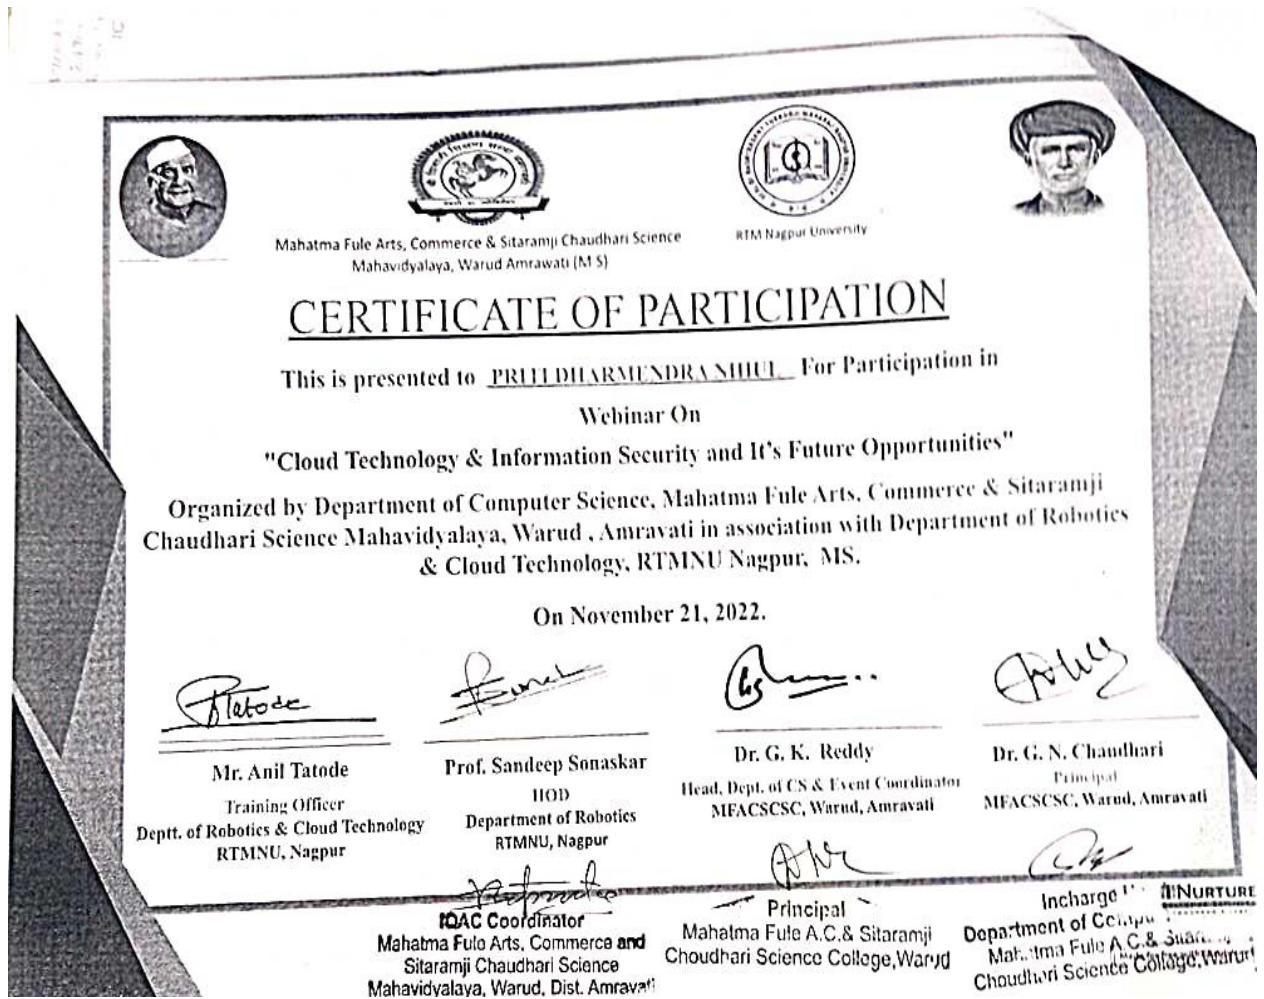 Mahatma Fule Arts, Commerce & Sitaramji Chaudhari Science
Mahavidyalaya, Warud Amrawati (M S)
RTM Nagpur University
CERTIFICATE OF PARTICIPATION
This is presented to DHARMENDRA For Participation in
Webinar On
"Cloud Technology & Information Security and It's Future Opportunities"
Organized by Department of Computer Science, Mahatma Fule Arts, Commerce & Sitaramji
Chaudhari Science Mahavidyalaya, Warud , Amravati in association with Department of Robotics
& Cloud Technology, RTMNU Nagpur, MS.
On November 21, 2022.
Tatode
Mr. Anil Tatode
Training Officer
Deptt. of Robotics & Cloud Technology
RTMNU, Nagpur
Prof. Sandeep Sonaskar
HOD
Department of Robotics
RTMNU, Nagpur
Dr. G. K. Reddy
Head, Dept. of CS & Event Coordinator
MFACSCSC, Warud, Amravati
Dr. G. N. Chaudhari
Principal
MFACSCSC, Warud, Amravati
IQAC Coordinator
Mahatma Fule Arts, Commerce and
Sitaramji Chaudhari Science
Mahavidyalaya, Warud, Dist. Amravati
Principal
Mahatma Fule A.C.& Sitaramji
Choudhari Science College,Warud
Incharge
Department of
Mahatma Fule A.C.&
Choudhari Science College,Warud
NURTURE